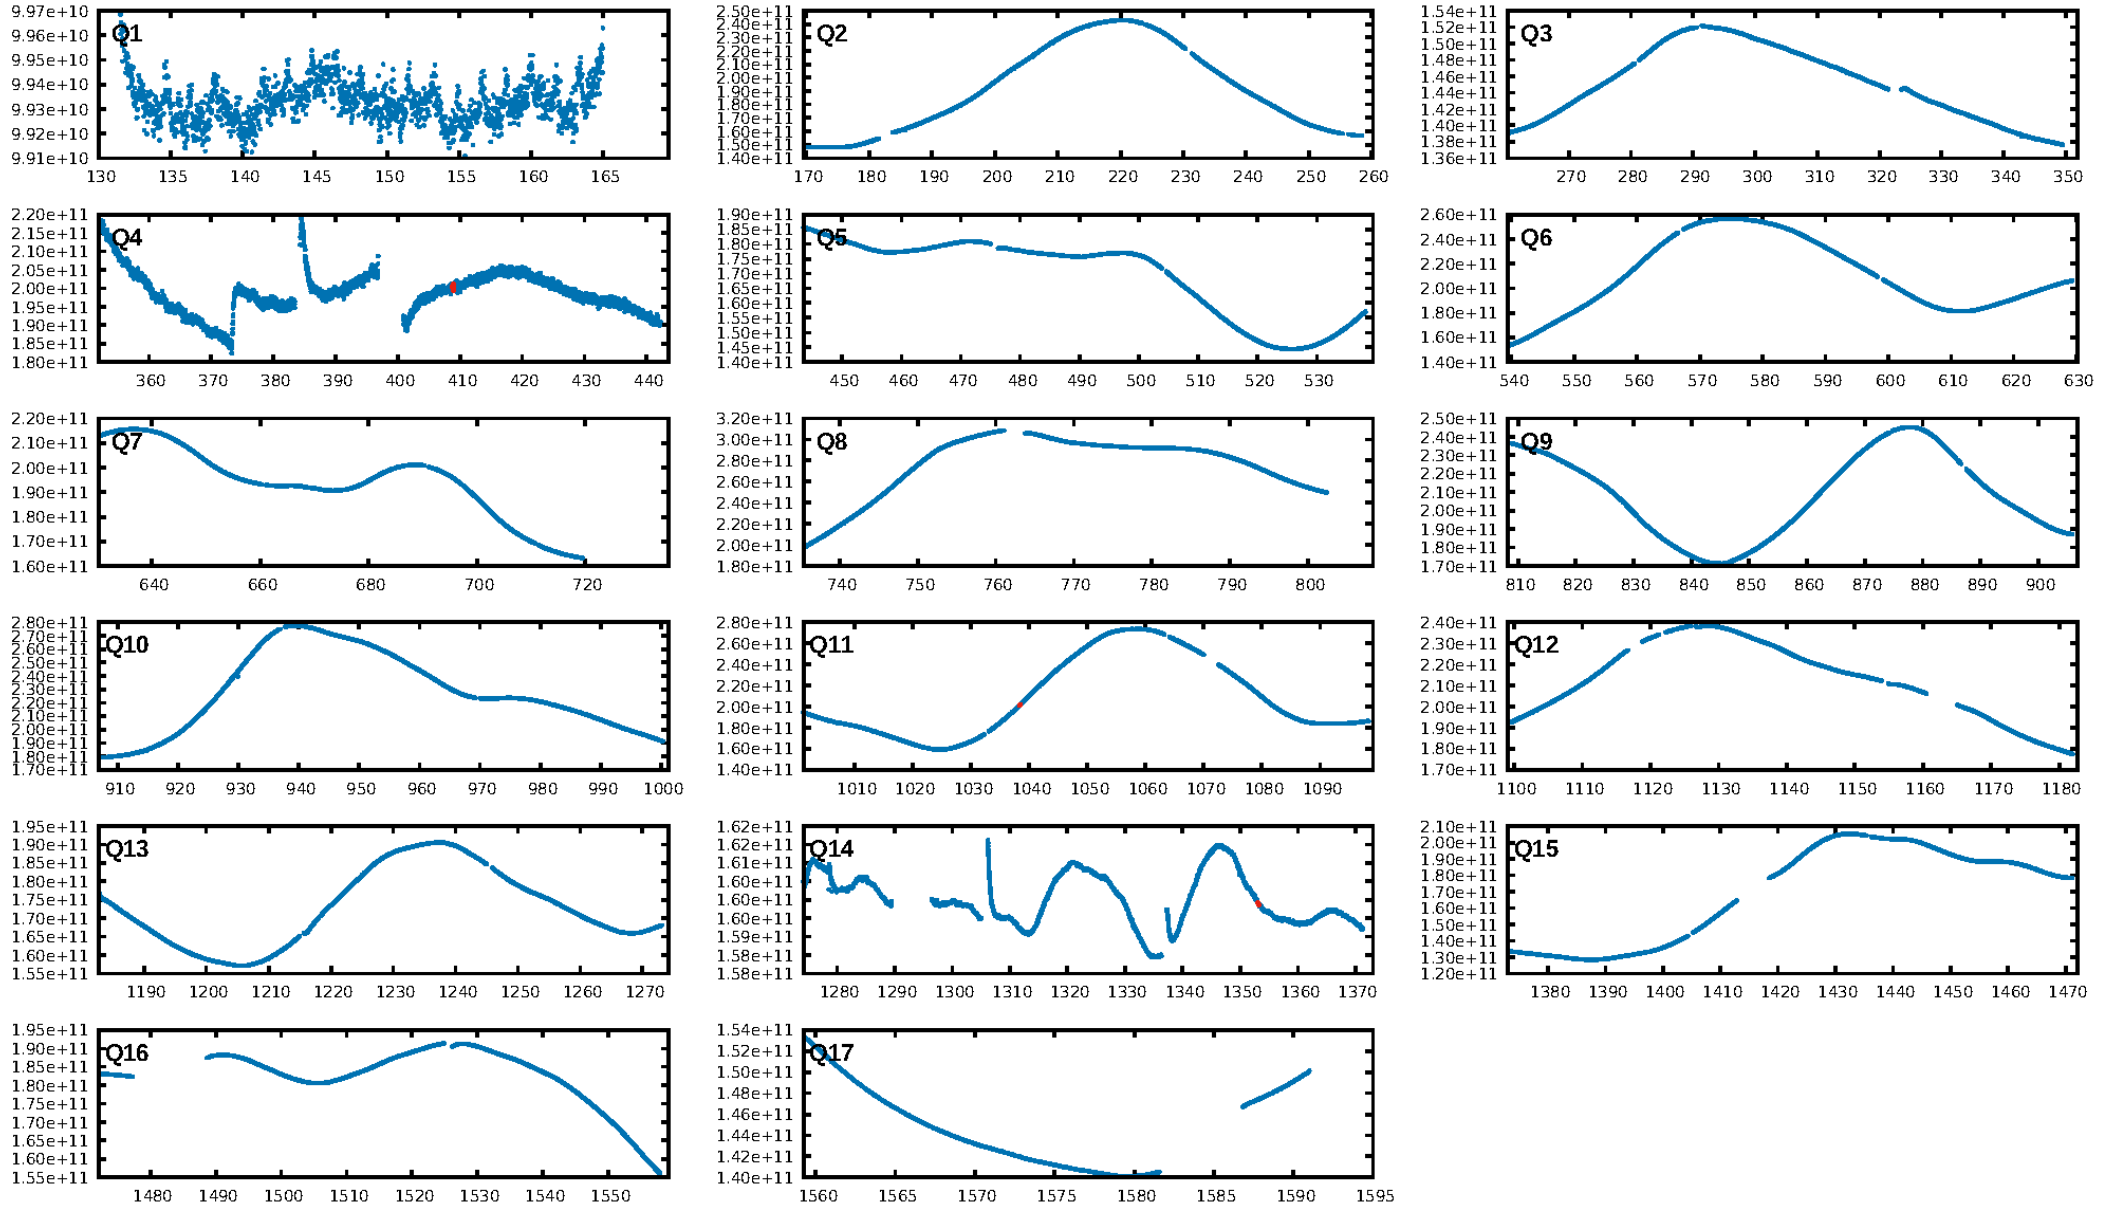 9.97e+10
9.96e+10
9.95e+10
9.94e+10
9.93e+10
9.92e+10
9.91e+10
Q1
130 135 140 145 150 155 160 165
2.50e+11
2.40e+11
2.30e+11
2.20e+11
2.10e+11
2.00e+11
1.90e+11
1.80e+11
1.70e+11
1.60e+11
1.50e+11
1.40e+11
Q2
170 180 190 200 210 220 230 240 250 260
1.54e+11
1.52e+11
1.50e+11
1.48e+11
1.46e+11
1.44e+11
1.42e+11
1.40e+11
1.38e+11
1.36e+11
Q3
270 280 290 300 310 320 330 340 350
2.20e+11
2.15e+11
2.10e+11
2.05e+11
2.00e+11
1.95e+11
1.90e+11
1.85e+11
1.80e+11
Q4
360 370 380 390 400 410 420 430 440
1.90e+11
1.85e+11
1.80e+11
1.75e+11
1.70e+11
1.65e+11
1.60e+11
1.55e+11
1.50e+11
1.45e+11
1.40e+11
Q5
450 460 470 480 490 500 510 520 530
2.60e+11
2.40e+11
2.20e+11
2.00e+11
1.80e+11
1.60e+11
1.40e+11
Q6
540 550 560 570 580 590 600 610 620 630
2.20e+11
2.10e+11
2.00e+11
1.90e+11
1.80e+11
1.70e+11
1.60e+11
Q7
640 660 680 700 720
3.20e+11
3.00e+11
2.80e+11
2.60e+11
2.40e+11
2.20e+11
2.00e+11
1.80e+11
Q8
740 750 760 770 780 790 800
2.50e+11
2.40e+11
2.30e+11
2.20e+11
2.10e+11
2.00e+11
1.90e+11
1.80e+11
1.70e+11
Q9
810 820 830 840 850 860 870 880 890 900
2.80e+11
2.70e+11
2.60e+11
2.50e+11
2.40e+11
2.30e+11
2.20e+11
2.10e+11
2.00e+11
1.90e+11
1.80e+11
1.70e+11
Q10
910 920 930 940 950 960 970 980 990 1000
2.80e+11
2.60e+11
2.40e+11
2.20e+11
2.00e+11
1.80e+11
1.60e+11
1.40e+11
Q11
1010 1020 1030 1040 1050 1060 1070 1080 1090
2.40e+11
2.30e+11
2.20e+11
2.10e+11
2.00e+11
1.90e+11
1.80e+11
1.70e+11
Q12
1100 1110 1120 1130 1140 1150 1160 1170 1180
1.95e+11
1.90e+11
1.85e+11
1.80e+11
1.75e+11
1.70e+11
1.65e+11
1.60e+11
1.55e+11
Q13
1190 1200 1210 1220 1230 1240 1250 1260 1270
1.62e+11
1.62e+11
1.61e+11
1.60e+11
1.60e+11
1.60e+11
1.59e+11
1.58e+11
1.58e+11
Q14
1280 1290 1300 1310 1320 1330 1340 1350 1360 1370
2.10e+11
2.00e+11
1.90e+11
1.80e+11
1.70e+11
1.60e+11
1.50e+11
1.40e+11
1.30e+11
1.20e+11
Q15
1380 1390 1400 1410 1420 1430 1440 1450 1460 1470
1.95e+11
1.90e+11
1.85e+11
1.80e+11
1.75e+11
1.70e+11
1.65e+11
1.60e+11
1.55e+11
Q16
1480 1490 1500 1510 1520 1530 1540 1550
1.54e+11
1.52e+11
1.50e+11
1.48e+11
1.46e+11
1.44e+11
1.42e+11
1.40e+11
Q17
1560 1565 1570 1575 1580 1585 1590 1595